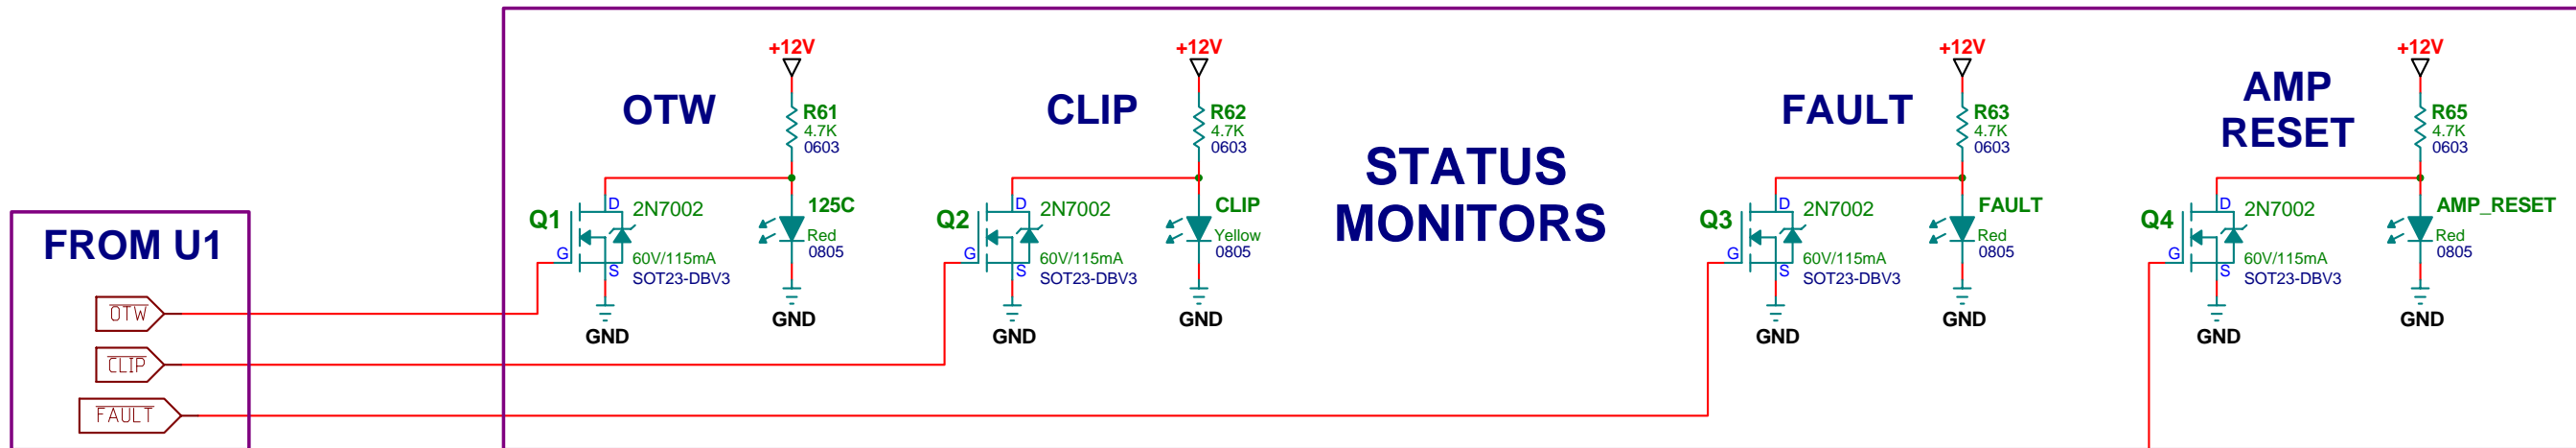 FROM U1
OTW
CLIP
FAULT
STATUS
MONITORS
OTW
+12V
R61
4.7K
0603
Q1
D
G
S
2N7002
60V/115mA
SOT23-DBV3
GND
125C
Red
0805
GND
CLIP
+12V
R62
4.7K
0603
Q2
D
G
S
2N7002
60V/115mA
SOT23-DBV3
GND
CLIP
Yellow
0805
GND
FAULT
+12V
R63
4.7K
0603
Q3
D
G
S
2N7002
60V/115mA
SOT23-DBV3
GND
FAULT
Red
0805
GND
AMP
RESET
+12V
R65
4.7K
0603
Q4
D
G
S
2N7002
60V/115mA
SOT23-DBV3
GND
AMP_RESET
Red
0805
GND